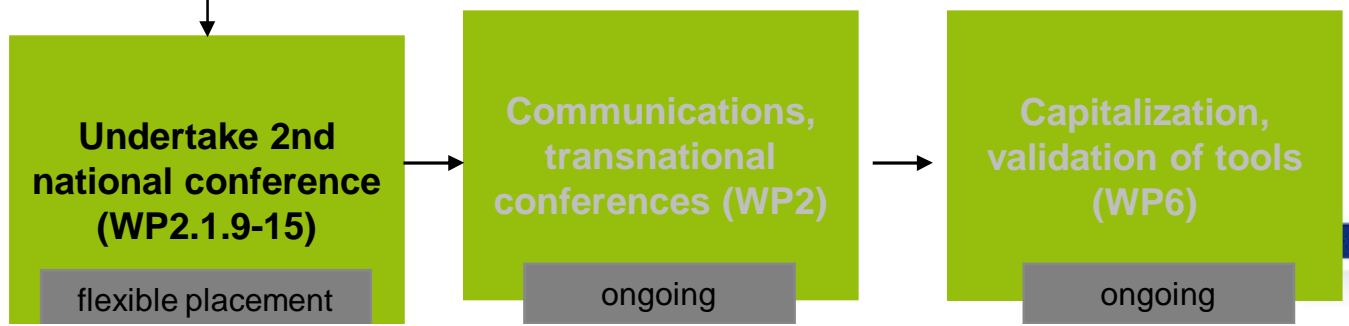 Undertake 2nd
national conference
(WP2.1.9-15)
flexible placement
Communications,
transnational
conferences (WP2)
ongoing
Capitalization,
validation of tools
(WP6)
ongoing